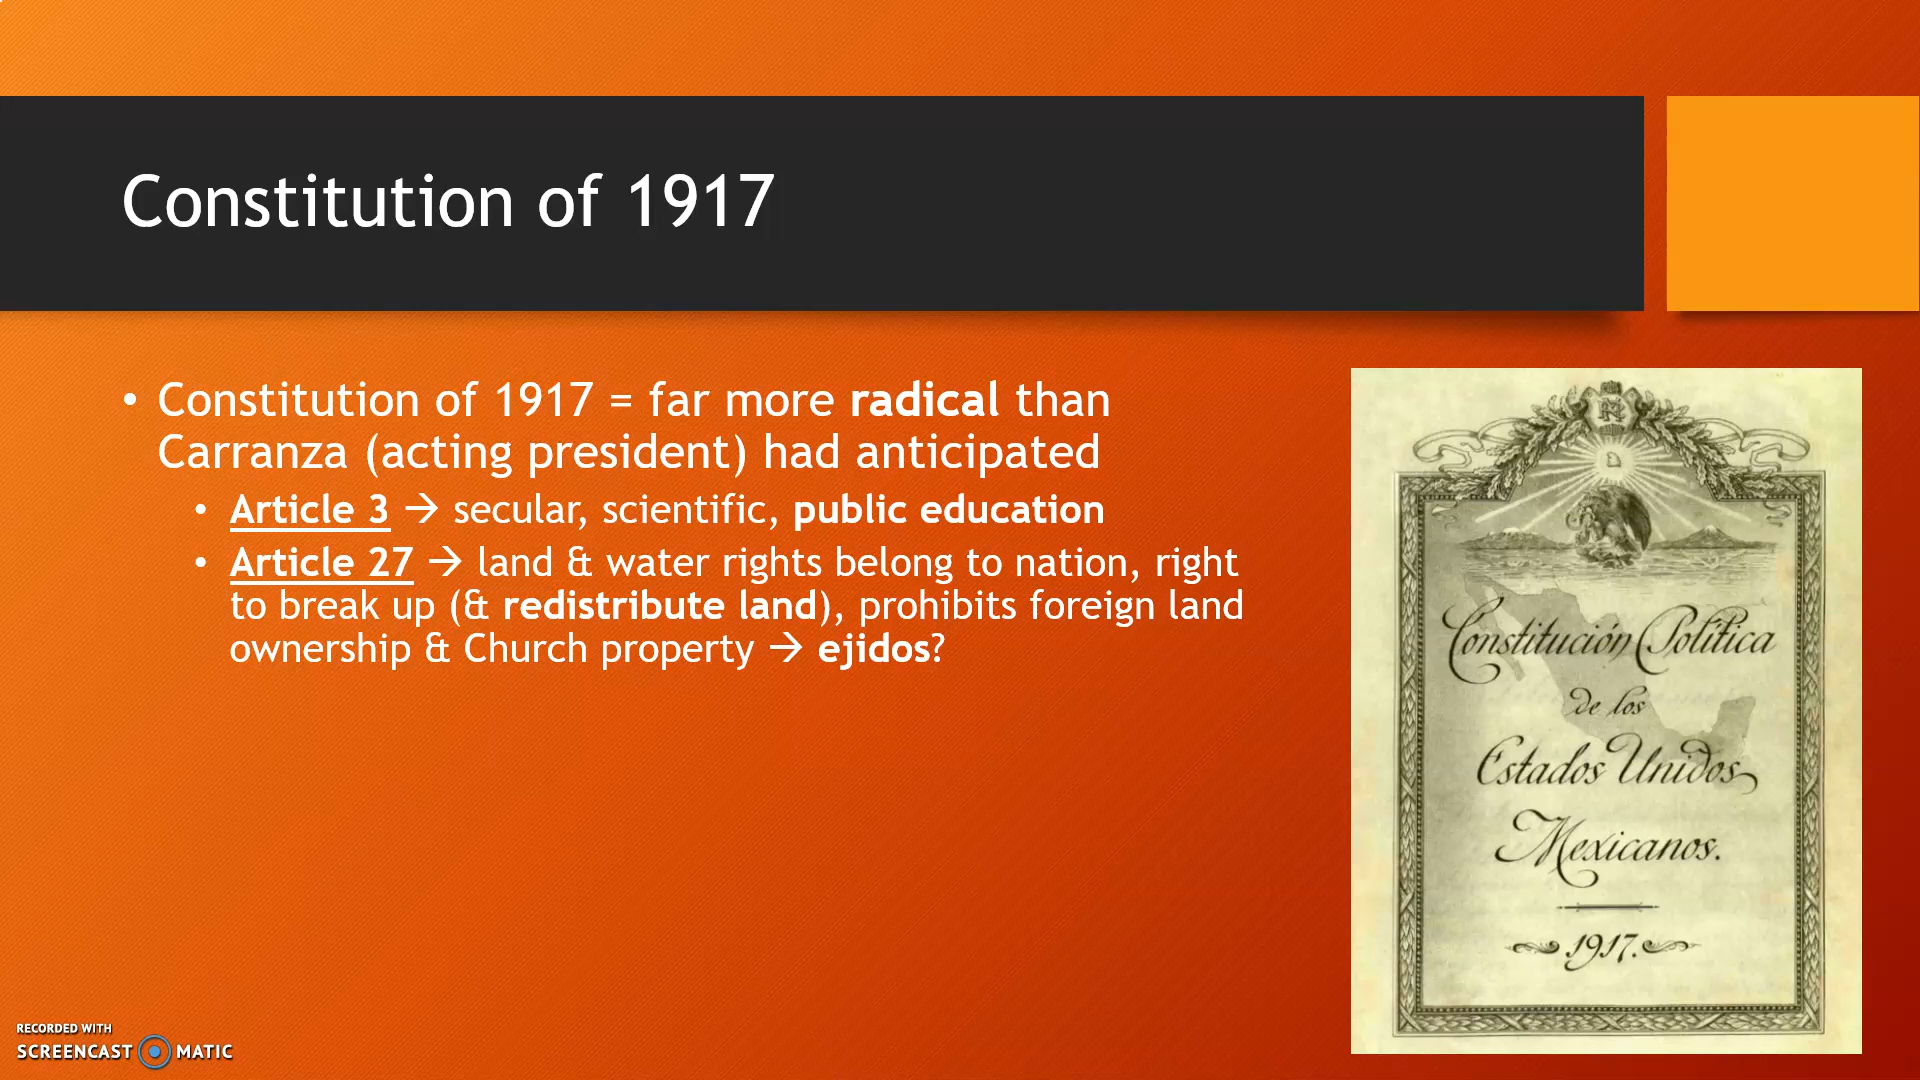 Constitution of 1917
• Constitution of 1917 = far more radical than
Carranza (acting president) had anticipated
• Article 3 → secular, scientific, public education
• Article 27 → land & water rights belong to nation, right
to break up (& redistribute land), prohibits foreign land
ownership & Church property → ejidos?
Constitución Política
de los
Estados Unidos
Mexicanos.
1917.
RECORDED WITH
SCREENCAST MATIC